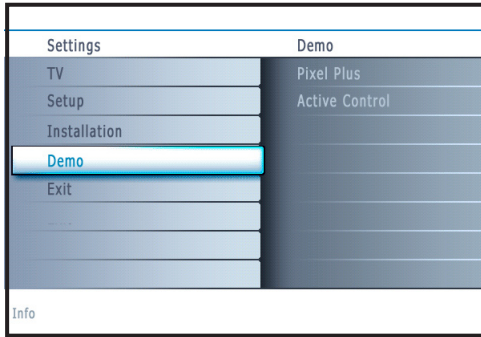 Settings
Demo
TV
Pixel Plus
Setup
Active Control
Installation
Demo
Exit
Info